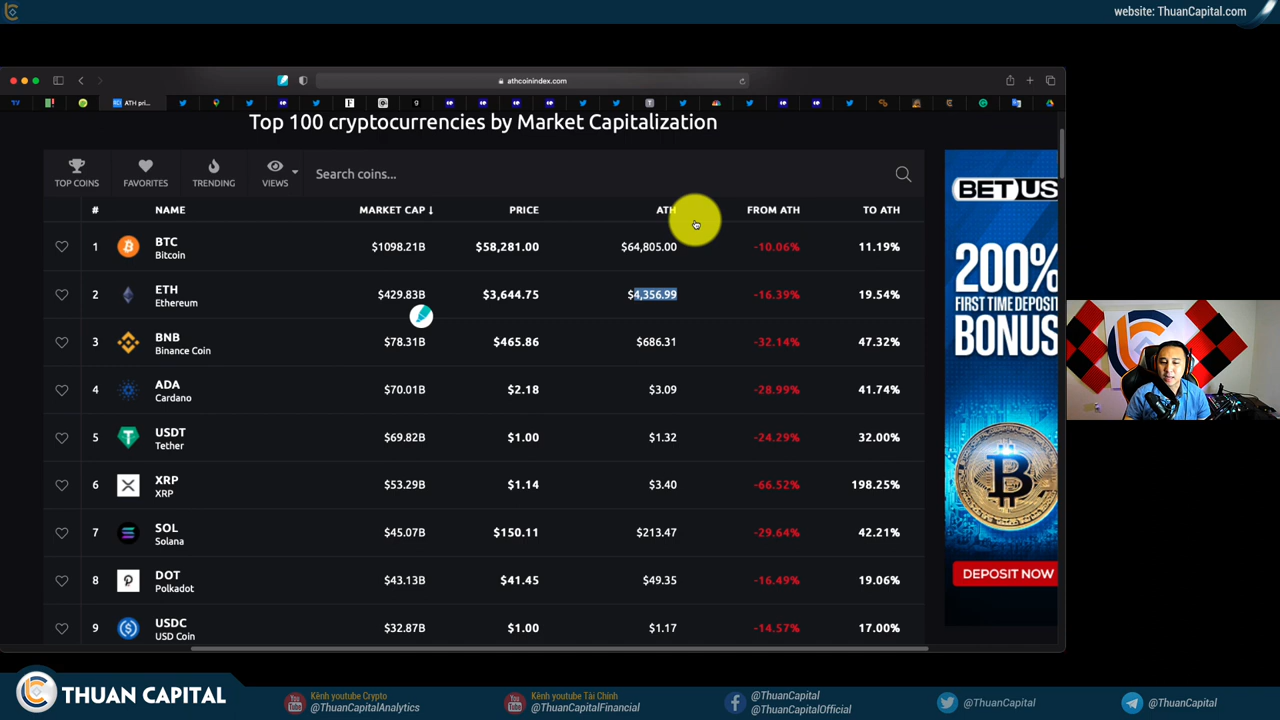 website: ThuanCapital.com
athcoinindex.com
ATH pri...
Top 100 cryptocurrencies by Market Capitalization
TOP COINS
FAVORITES
TRENDING
VIEWS
Search coins...
# NAME MARKET CAP ↓ PRICE ATH FROM ATH TO ATH
1 BTC Bitcoin $1098.21B $58,281.00 $64,805.00 -10.06% 11.19%
2 ETH Ethereum $429.83B $3,644.75 $4,356.99 -16.39% 19.54%
3 BNB Binance Coin $78.31B $465.86 $686.31 -32.14% 47.32%
4 ADA Cardano $70.01B $2.18 $3.09 -28.99% 41.74%
5 USDT Tether $69.82B $1.00 $1.32 -24.29% 32.00%
6 XRP XRP $53.29B $1.14 $3.40 -66.52% 198.25%
7 SOL Solana $45.07B $150.11 $213.47 -29.64% 42.21%
8 DOT Polkadot $43.13B $41.45 $49.35 -16.49% 19.06%
9 USDC USD Coin $32.87B $1.00 $1.17 -14.57% 17.00%
BET US
200%
FIRST TIME DEPOSIT
BONUS
DEPOSIT NOW
THUAN CAPITAL
Kênh youtube Crypto
@ThuanCapitalAnalytics
Kênh youtube Tài Chính
@ThuanCapitalFinancial
@ThuanCapital
@ThuanCapitalOfficial
@ThuanCapital
@ThuanCapital